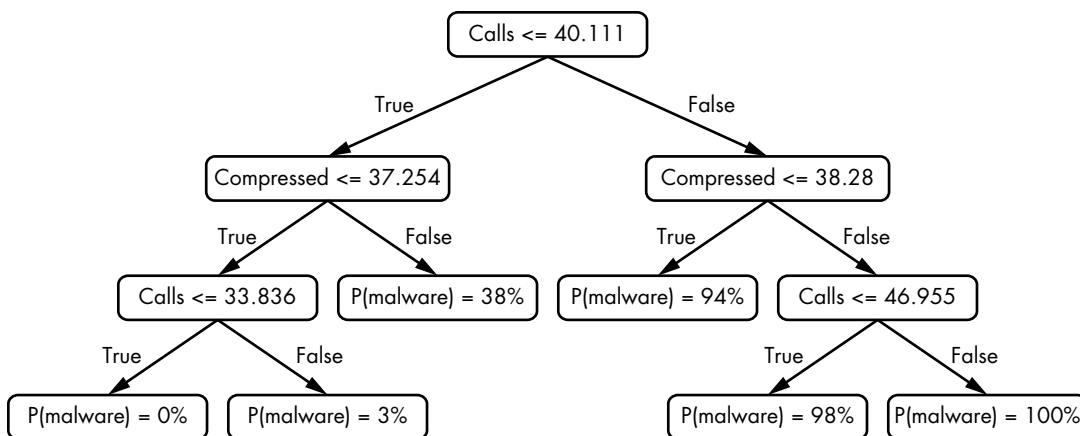 Calls <= 40.111
True
False
Compressed <= 37.254
Compressed <= 38.28
True
False
True
False
Calls <= 33.836
P(malware) = 38%
P(malware) = 94%
Calls <= 46.955
True
False
True
False
P(malware) = 0%
P(malware) = 3%
P(malware) = 98%
P(malware) = 100%